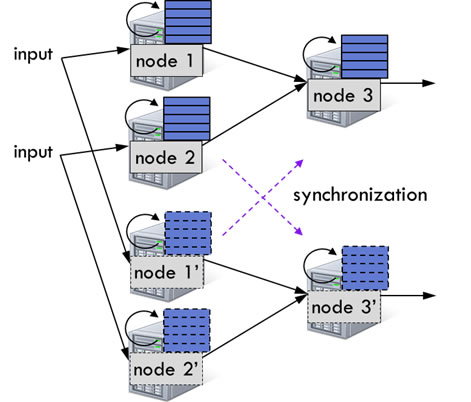 input
node 1
node 3
input
node 2
synchronization
node 1’
node 3’
node 2’